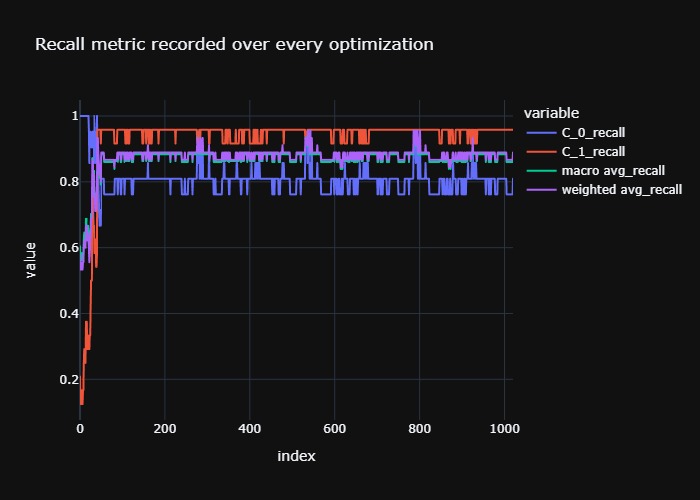 Recall metric recorded over every optimization
variable
C_0_recall
C_1_recall
macro avg_recall
weighted avg_recall
1
0.8
0.6
0.4
0.2
value
0
200
400
600
800
1000
index